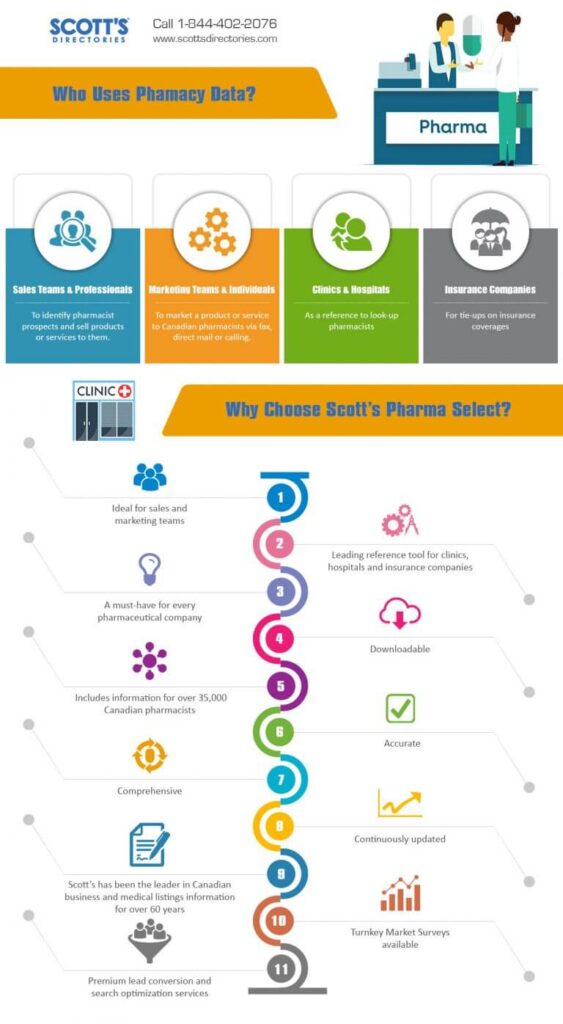 SCOTT'S
DIRECTORIES
Call 1-844-402-2076
www.scottsdirectories.com
Who Uses Phamacy Data?
Pharma
Sales Teams & Professionals
To identify pharmacist
prospects and sell products
or services to them.
Marketing Teams & Individuals
To market a product or service
to Canadian pharmacists via fax,
direct mail or calling.
Clinics & Hospitals
As a reference to look-up
pharmacists
Insurance Companies
For tie-ups on insurance
coverages
CLINIC
Why Choose Scott's Pharma Select?
1
Ideal for sales and
marketing teams
2
Leading reference tool for clinics,
hospitals and insurance companies
3
A must-have for every
pharmaceutical company
4
Downloadable
5
Includes information for over 35,000
Canadian pharmacists
6
Accurate
7
Comprehensive
8
Continuously updated
9
Scott's has been the leader in Canadian
business and medical listings information
for over 60 years
10
Turnkey Market Surveys
available
11
Premium lead conversion and
search optimization services